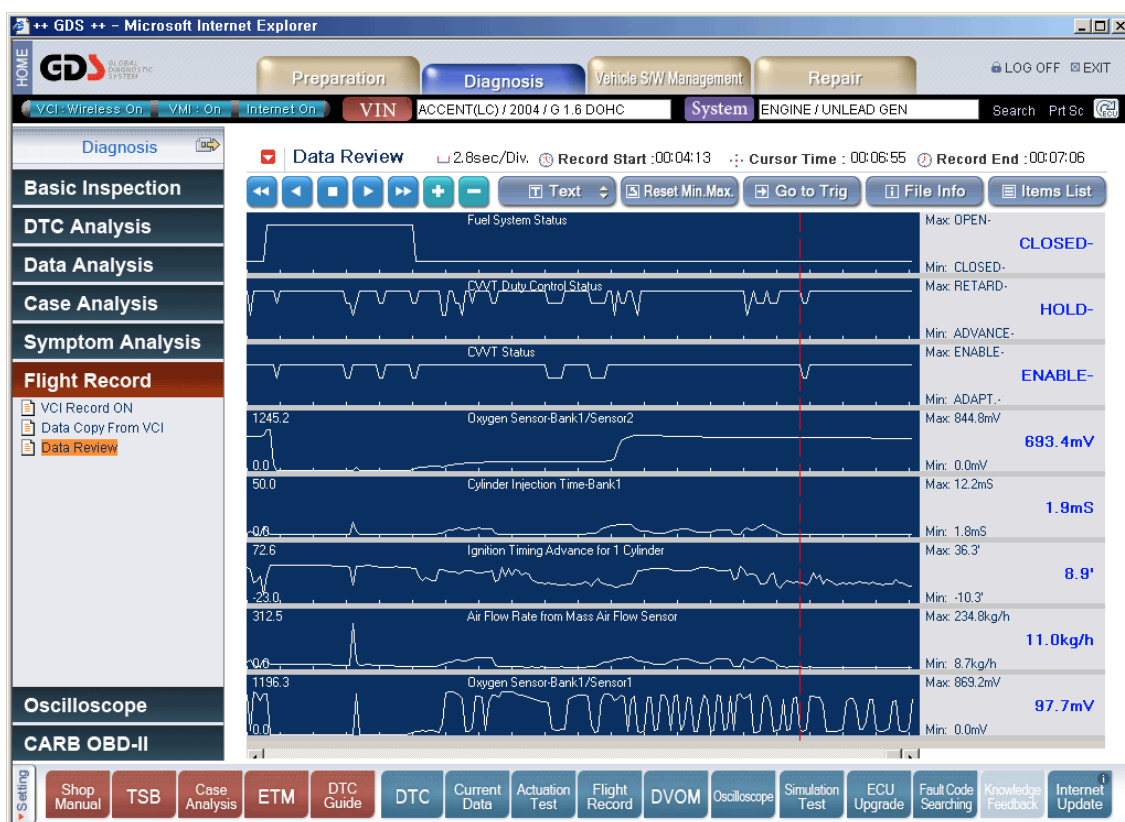 ++ GDS ++ - Microsoft Internet Explorer
HOME
GDS GLOBAL DIAGNOSTIC SYSTEM
Preparation
Diagnosis
Vehicle S/W Management
Repair
LOG OFF
EXIT
VCI : Wireless On
VMI : On
Internet On
VIN
ACCENT(LC) / 2004 / G 1.6 DOHC
System
ENGINE / UNLEAD GEN
Search
Prt Sc
ECU
Diagnosis
Basic Inspection
DTC Analysis
Data Analysis
Case Analysis
Symptom Analysis
Flight Record
VCI Record ON
Data Copy From VCI
Data Review
Oscilloscope
CARB OBD-II
Data Review
2.8sec/Div.
Record Start :00:04:13
Cursor Time : 00:06:55
Record End :00:07:06
Text
Reset Min.Max.
Go to Trig
File Info
Items List
Fuel System Status
Max: OPEN-
CLOSED-
Min: CLOSED-
CVVT Duty Control Status
Max: RETARD-
HOLD-
Min: ADVANCE-
CVVT Status
Max: ENABLE-
ENABLE-
Min: ADAPT.-
1245.2
Oxygen Sensor-Bank1/Sensor2
Max: 844.8mV
693.4mV
0.0
Min: 0.0mV
50.0
Cylinder Injection Time-Bank1
Max: 12.2mS
1.9mS
0.0
Min: 1.8mS
72.6
Ignition Timing Advance for 1 Cylinder
Max: 36.3'
8.9'
-23.0
Min: -10.3'
312.5
Air Flow Rate from Mass Air Flow Sensor
Max: 234.8kg/h
11.0kg/h
0.0
Min: 8.7kg/h
1196.3
Oxygen Sensor-Bank1/Sensor1
Max: 869.2mV
97.7mV
0.0
Min: 0.0mV
Setting
Shop Manual
TSB
Case Analysis
ETM
DTC Guide
DTC
Current Data
Actuation Test
Flight Record
DVOM
Oscilloscope
Simulation Test
ECU Upgrade
Fault Code Searching
Knowledge Feedback
Internet Update